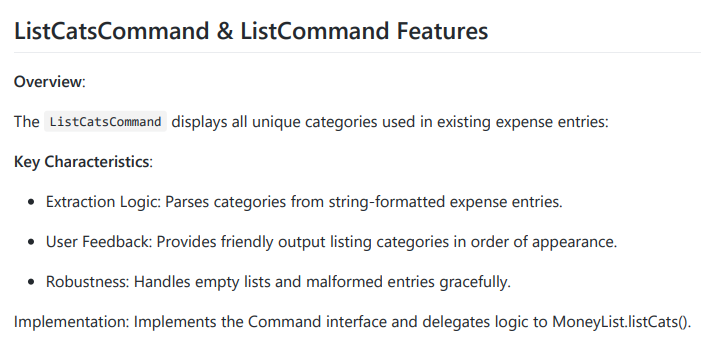 ListCatsCommand & ListCommand Features
Overview:
The ListCatsCommand displays all unique categories used in existing expense entries:
Key Characteristics:
• Extraction Logic: Parses categories from string-formatted expense entries.
• User Feedback: Provides friendly output listing categories in order of appearance.
• Robustness: Handles empty lists and malformed entries gracefully.
Implementation: Implements the Command interface and delegates logic to MoneyList.listCats().